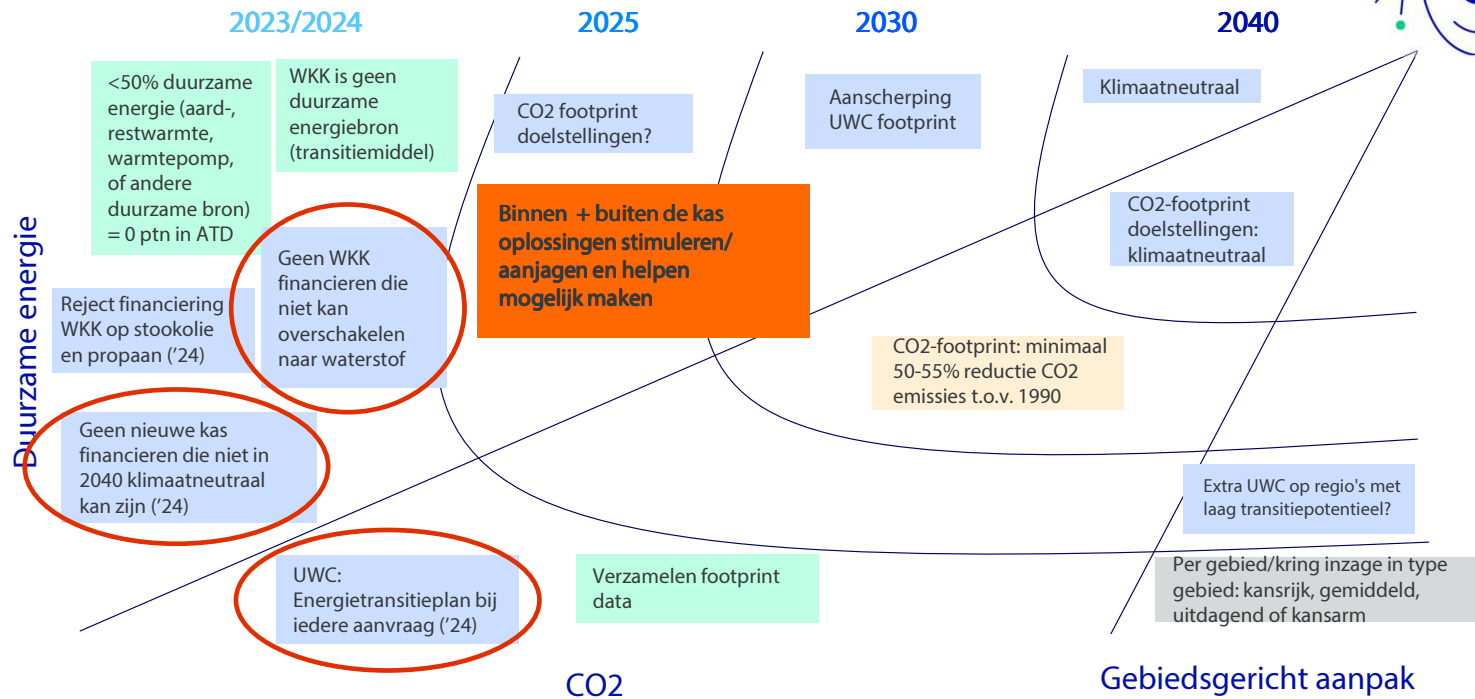 2023/2024
2025
2030
2040
<50% duurzame
energie (aard-,
restwarmte,
warmtepomp,
of andere
duurzame bron)
= 0 ptn in ATD
WKK is geen
duurzame
energiebron
(transitiemiddel)
CO2 footprint
doelstellingen?
Aanscherping
UWC footprint
Klimaatneutraal
Binnen + buiten de kas
oplossingen stimuleren/
aanjagen en helpen
mogelijk maken
CO2-footprint
doelstellingen:
klimaatneutraal
Duurzame energie
Geen WKK
financieren die
niet kan
overschakelen
naar waterstof
Reject financiering
WKK op stookolie
en propaan (’24)
CO2-footprint: minimaal
50-55% reductie CO2
emissies t.o.v. 1990
Geen nieuwe kas
financieren die niet in
2040 klimaatneutraal
kan zijn (’24)
Extra UWC op regio's met
laag transitiepotentieel?
UWC:
Energietransitieplan bij
iedere aanvraag (’24)
Verzamelen footprint
data
Per gebied/kring inzage in type
gebied: kansrijk, gemiddeld,
uitdagend of kansarm
CO2
Gebiedsgericht aanpak